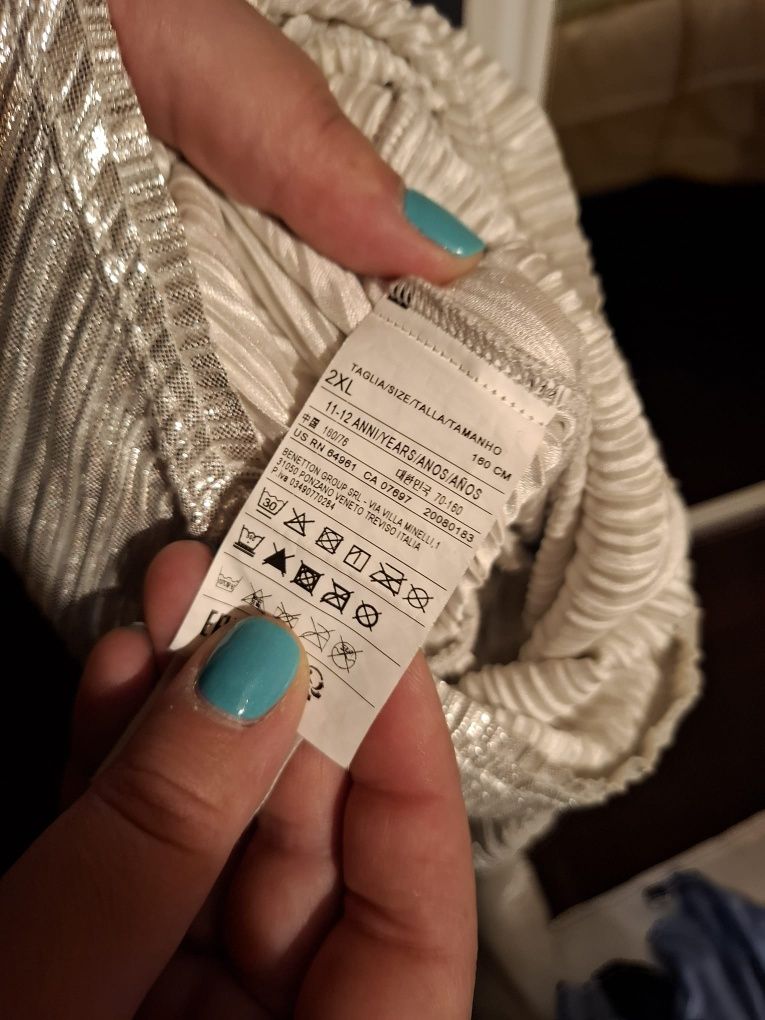 TAGLIA/SIZE/TALLA/TAMANHO
2XL 160 CM
11-12 ANNI/YEARS/ANOS/AÑOS
中国 160/76 대한민국 70-160
US RN 64961 CA 07697 20080183
BENETTON GROUP SRL - VIA VILLA MINELLI,1
31050 PONZANO VENETO TREVISO ITALIA
P.IVA 03490770264
30